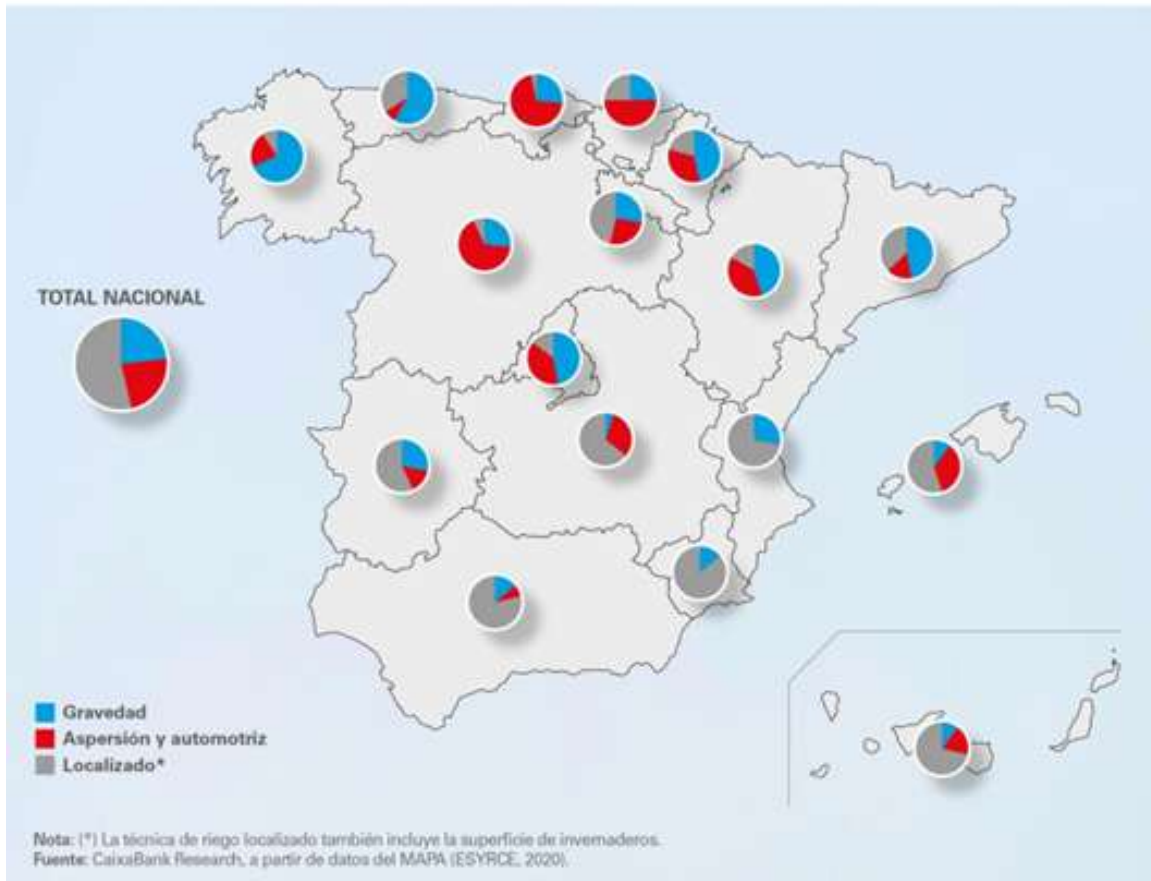 TOTAL NACIONAL
Gravedad
Aspersión y automotriz
Localizado*
Nota: (*) La técnica de riego localizado también incluye la superficie de invernaderos.
Fuente: CaixaBank Research, a partir de datos del MAPA (ESYRCE, 2020).